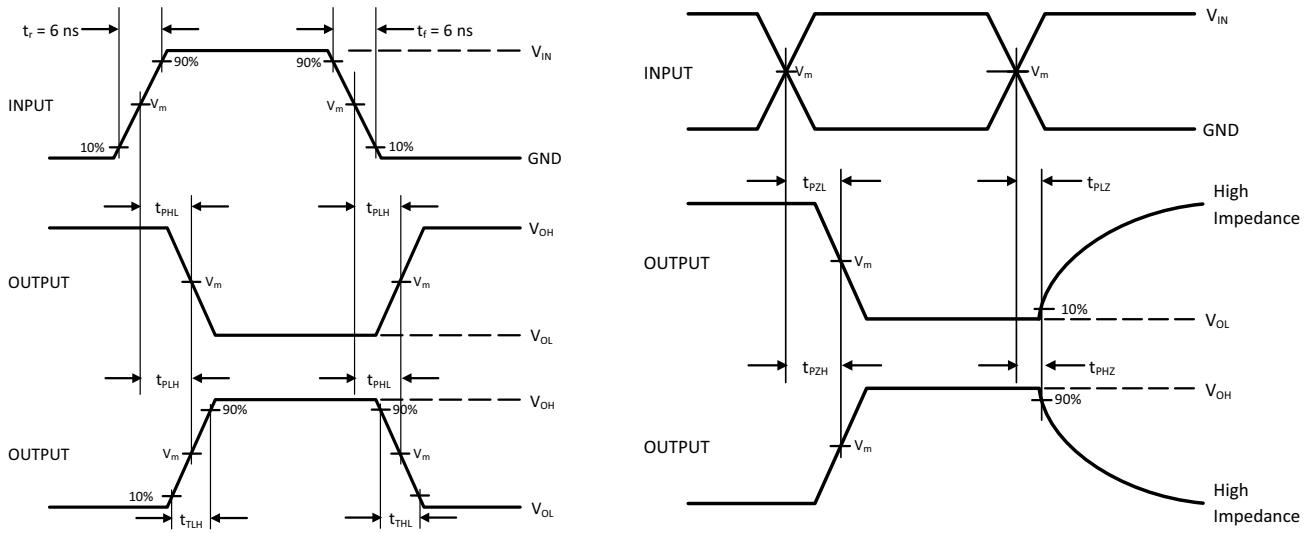 tr = 6 ns
tf = 6 ns
90%
90%
VIN
INPUT
Vm
Vm
10%
10%
GND
tPHL
tPLH
VOH
OUTPUT
Vm
Vm
VOL
tPLH
tPHL
90%
90%
VOH
OUTPUT
Vm
Vm
10%
VOL
tTLH
tTHL
VIN
INPUT
Vm
Vm
GND
tPZL
tPLZ
High
Impedance
OUTPUT
Vm
10%
VOL
tPZH
tPHZ
VOH
90%
OUTPUT
Vm
High
Impedance